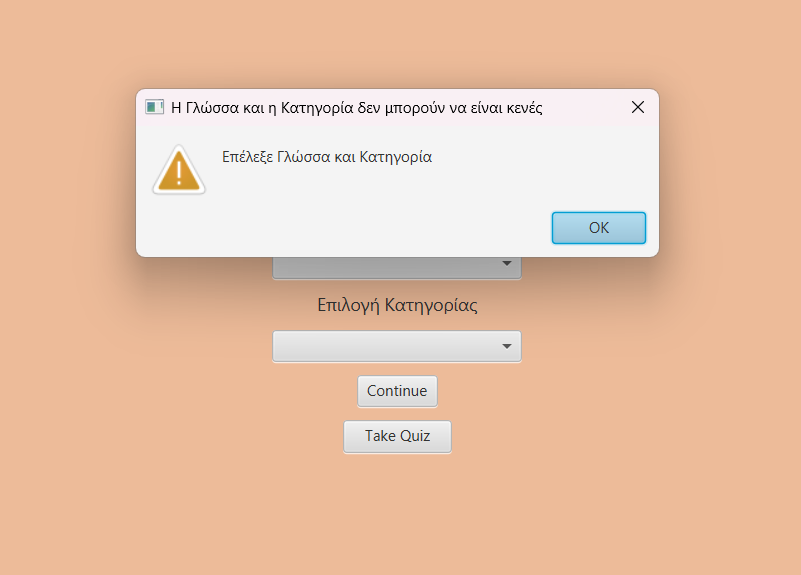 Η Γλώσσα και η Κατηγορία δεν μπορούν να είναι κενές
Επέλεξε Γλώσσα και Κατηγορία
OK
Επιλογή Κατηγορίας
Continue
Take Quiz